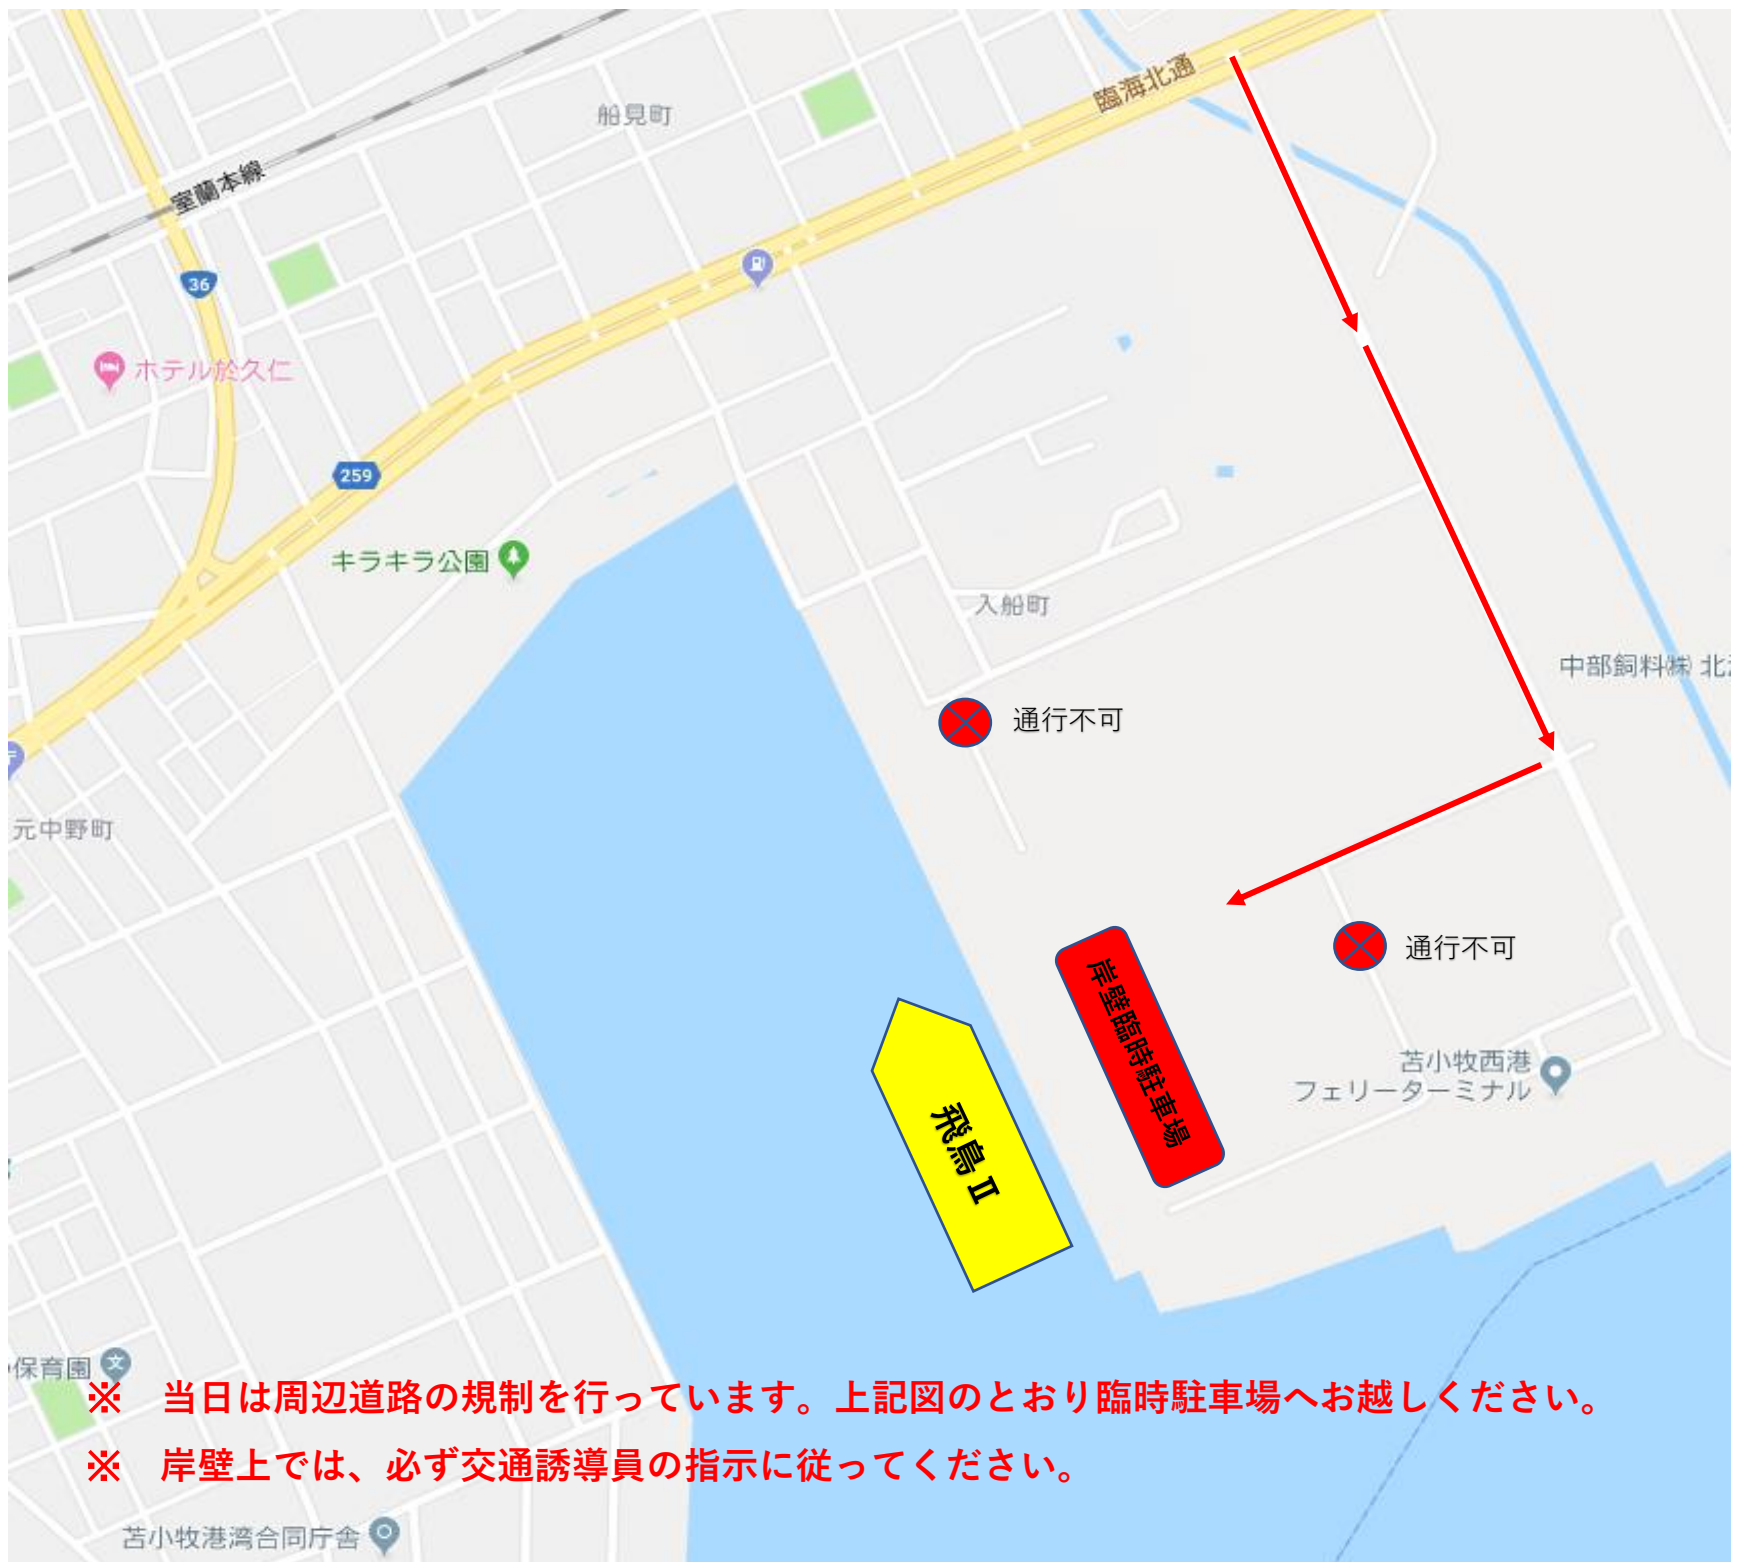 臨海北通
船見町
室蘭本線
36
ホテル於久仁
259
キラキラ公園
入船町
中部飼料㈱ 北
通行不可
元中野町
通行不可
岸壁臨時駐車場
苫小牧西港
フェリーターミナル
飛鳥Ⅱ
保育園
文
※　当日は周辺道路の規制を行っています。上記図のとおり臨時駐車場へお越しください。
※　岸壁上では、必ず交通誘導員の指示に従ってください。
苫小牧港湾合同庁舎